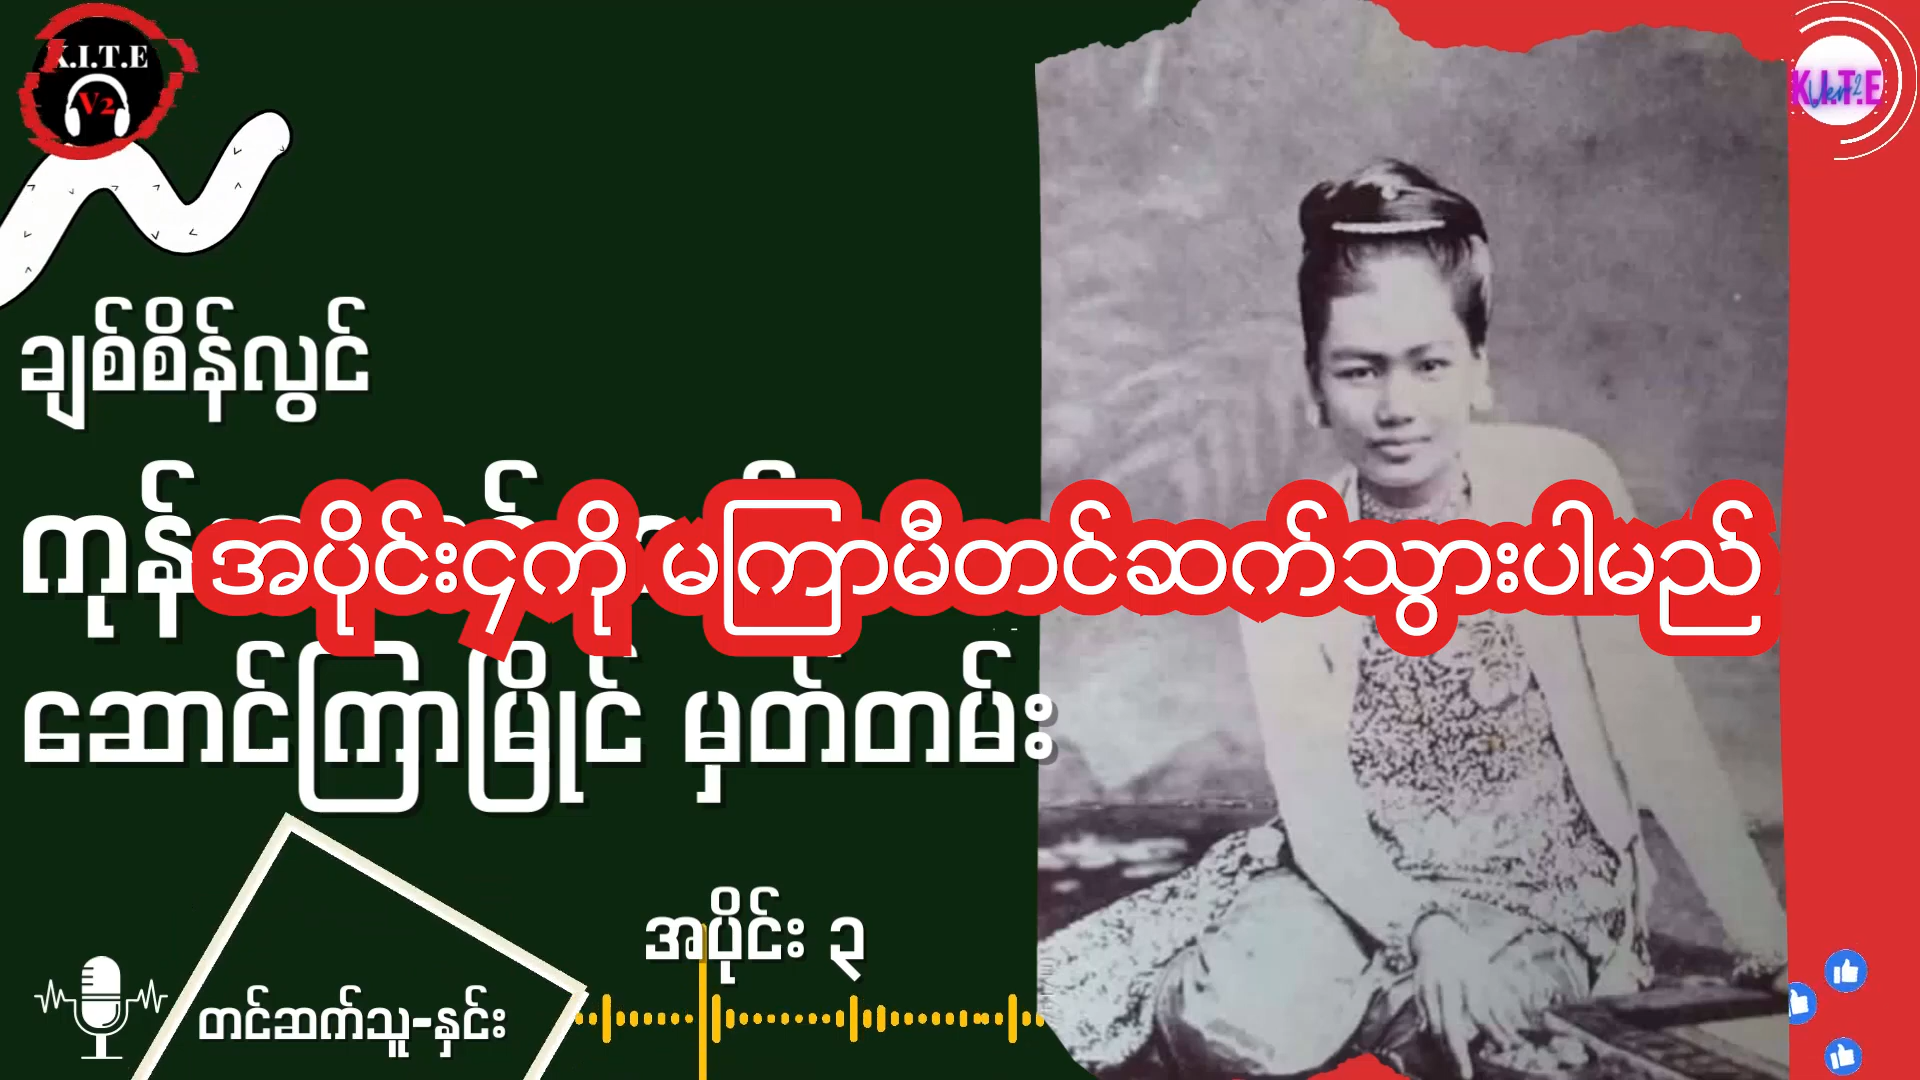 K.I.T.E
V2
K.I.T.E
Ver2
ချစ်စိန်လွင်
ကုန်း
အပိုင်း၄ကို မကြာမီတင်ဆက်သွားပါမည်
ဆောင်ကြာမြိုင် မှတ်တမ်း
အပိုင်း ၃
တင်ဆက်သူ-နှင်း